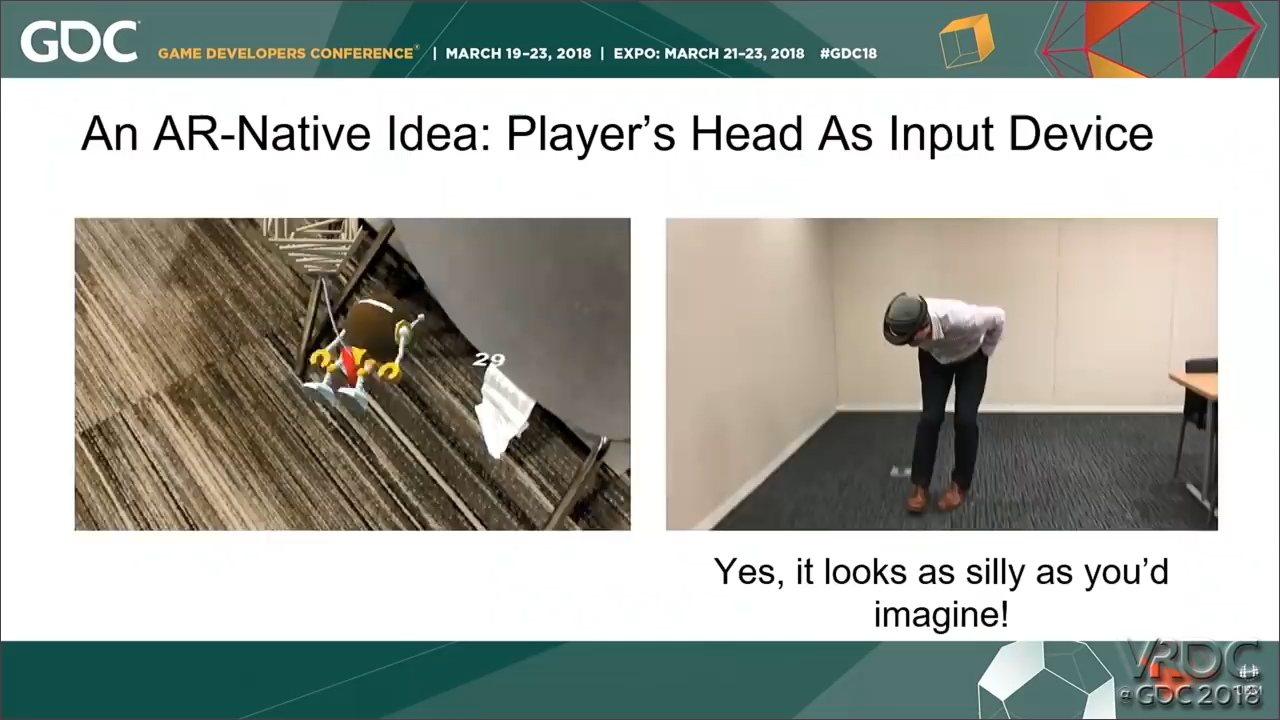 GDC
GAME DEVELOPERS CONFERENCE® | MARCH 19–23, 2018 | EXPO: MARCH 21–23, 2018 #GDC18
An AR-Native Idea: Player’s Head As Input Device
29
Yes, it looks as silly as you’d
imagine!
VRDC
@ GDC 2018